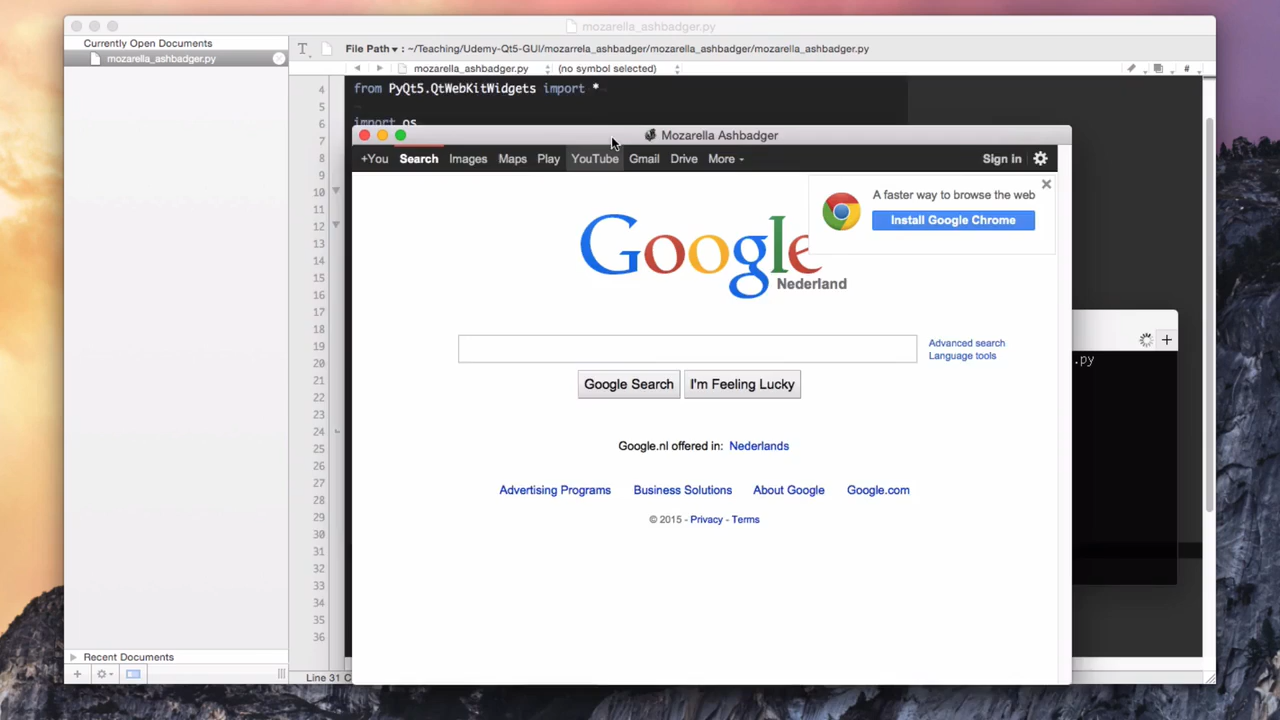 mozarella_ashbadger.py
Currently Open Documents
mozarella_ashbadger.py
File Path ▾ : ~/Teaching/Udemy-Qt5-GUI/mozarrela_ashbadger/mozarella_ashbadger/mozarella_ashbadger.py
mozarella_ashbadger.py (no symbol selected) #
4 from PyQt5.QtWebKitWidgets import *
5
6 import os
7
8
9
10
11
12
13
14
15
16
17
18
19
20
21
22
23
24
25
26
27
28
29
30
31
32
33
34
35
36
Mozarella Ashbadger
+You Search Images Maps Play YouTube Gmail Drive More Sign in
A faster way to browse the web
Install Google Chrome
Google
Nederland
Advanced search
Language tools
Google Search I'm Feeling Lucky
Google.nl offered in: Nederlands
Advertising Programs Business Solutions About Google Google.com
© 2015 - Privacy - Terms
.py
Recent Documents
Line 31 C